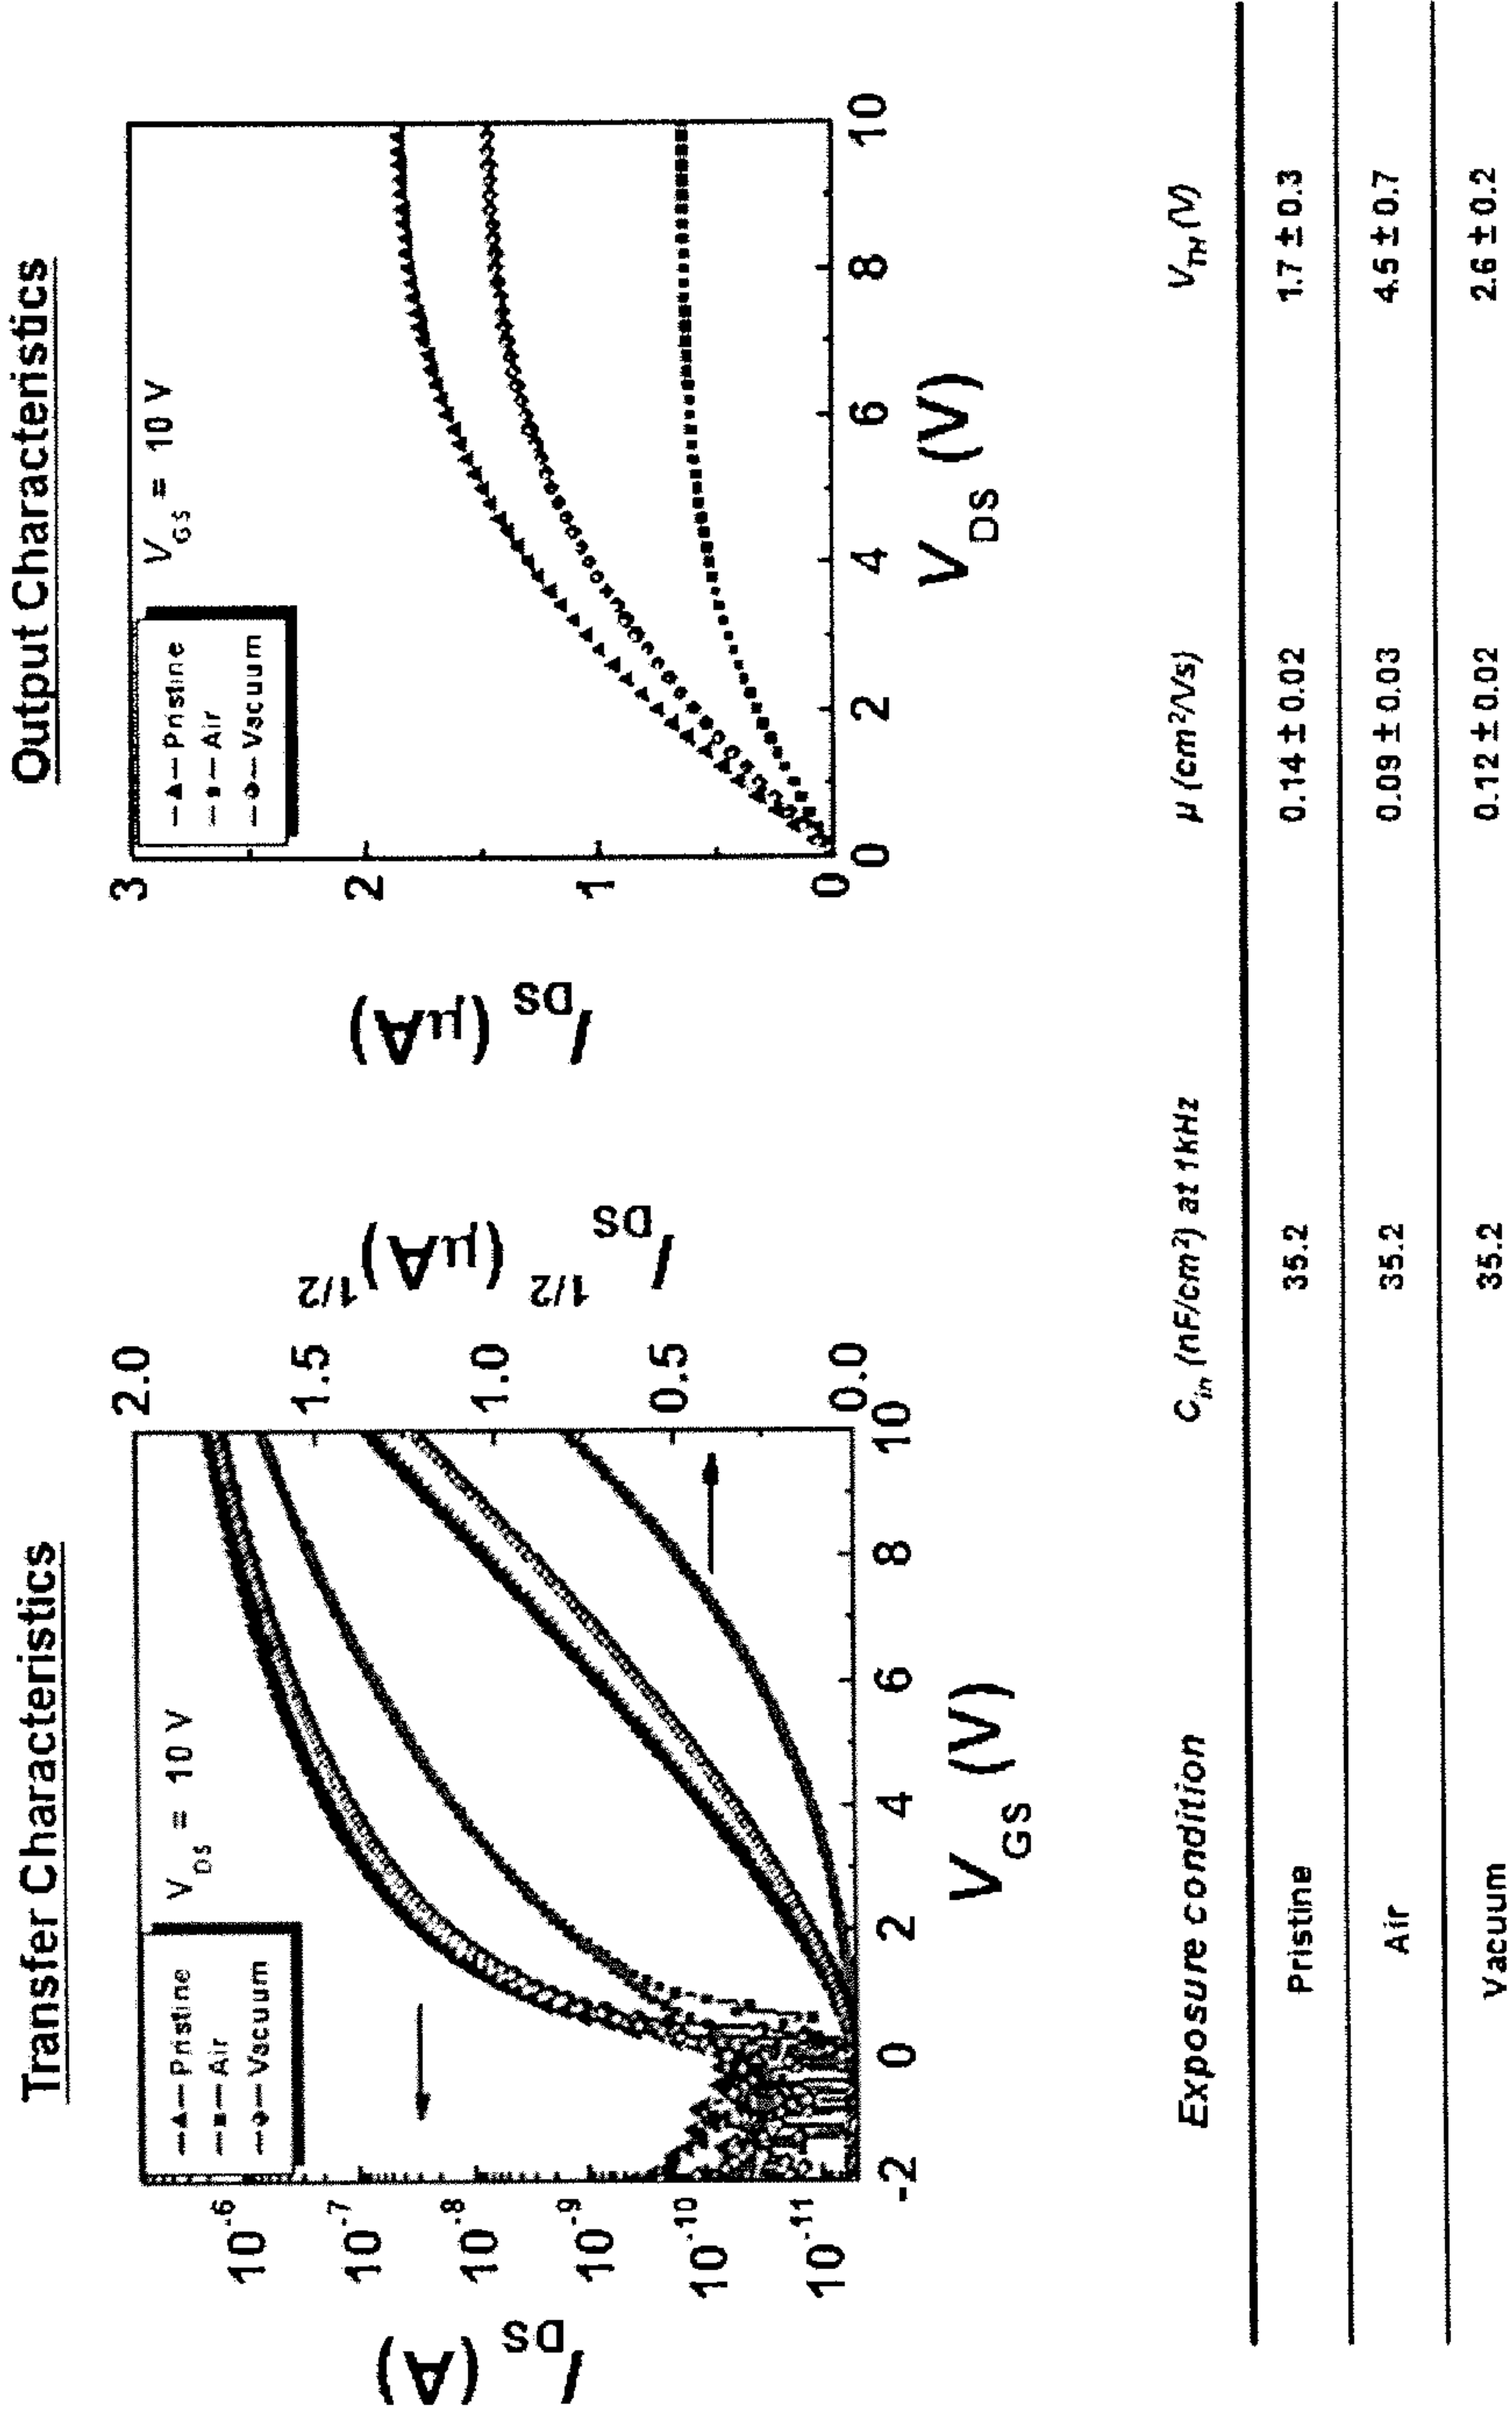 Transfer Characteristics
Pristine
Air
Vacuum
V_DS = 10 V
I_DS (A)
10^-6
10^-7
10^-8
10^-9
10^-10
10^-11
-2
0
2
4
6
8
10
V_GS (V)
2.0
1.5
1.0
0.5
0.0
I_DS^1/2 (μA)^1/2
Output Characteristics
Pristine
Air
Vacuum
V_GS = 10 V
I_DS (μA)
3
2
1
0
0
2
4
6
8
10
V_DS (V)
Exposure condition C_in (nF/cm²) at 1kHz μ (cm²/Vs) V_TH (V)
Pristine 35.2 0.14 ± 0.02 1.7 ± 0.3
Air 35.2 0.09 ± 0.03 4.5 ± 0.7
Vacuum 35.2 0.12 ± 0.02 2.6 ± 0.2